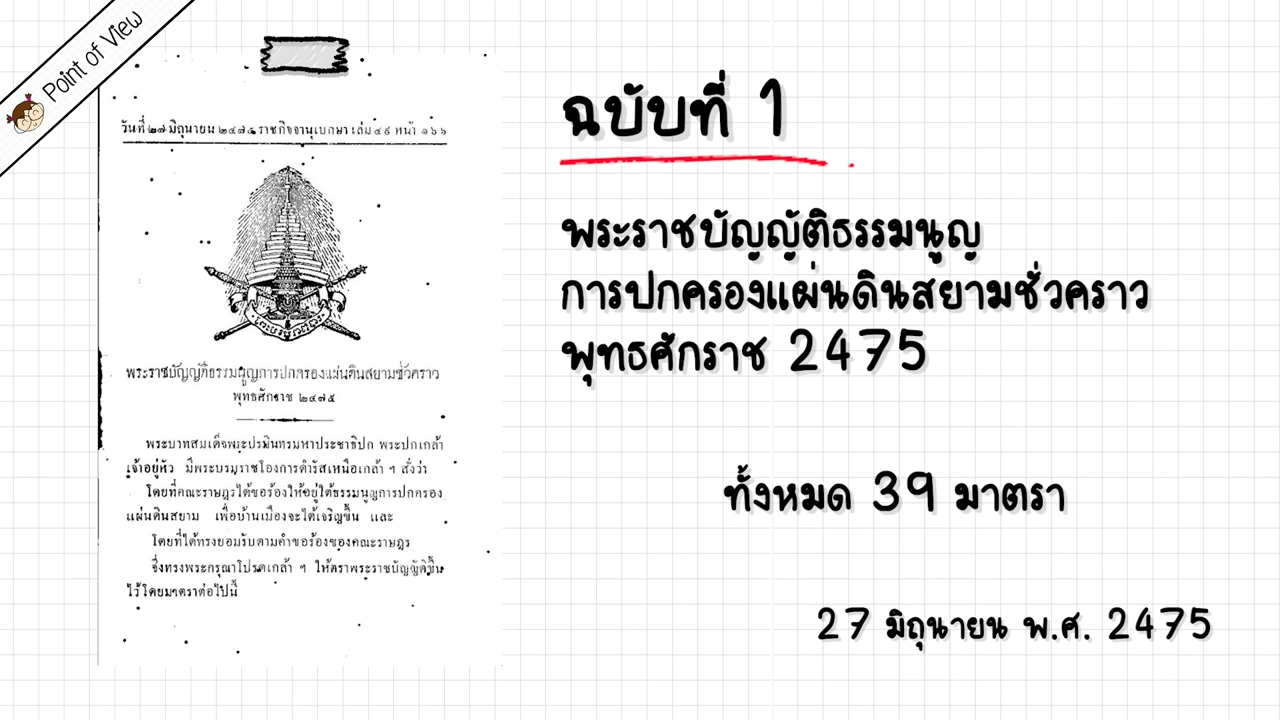 Point of View
วันที่ ๒๗ มิถุนายน ๒๔๗๕ ราชกิจจานุเบกษา เล่ม ๔๙ หน้า ๑๖๖
พระราชบัญญัติธรรมนูญการปกครองแผ่นดินสยามชั่วคราว
พุทธศักราช ๒๔๗๕
พระบาทสมเด็จพระปรมินทรมหาประชาธิปก พระปกเกล้า
เจ้าอยู่หัว มีพระบรมราชโองการดำรัสเหนือเกล้า ฯ สั่งว่า
โดยที่คณะราษฎรได้ขอร้องให้อยู่ใต้ธรรมนูญการปกครอง
แผ่นดินสยาม เพื่อบ้านเมืองจะได้เจริญขึ้น และ
โดยที่ได้ทรงยอมรับตามคำขอร้องของคณะราษฎร
จึ่งทรงพระกรุณาโปรดเกล้า ฯ ให้ตราพระราชบัญญัติขึ้น
ไว้โดยมาตราต่อไปนี้
ฉบับที่ 1
พระราชบัญญัติธรรมนูญ
การปกครองแผ่นดินสยามชั่วคราว
พุทธศักราช 2475
ทั้งหมด 39 มาตรา
27 มิถุนายน พ.ศ. 2475